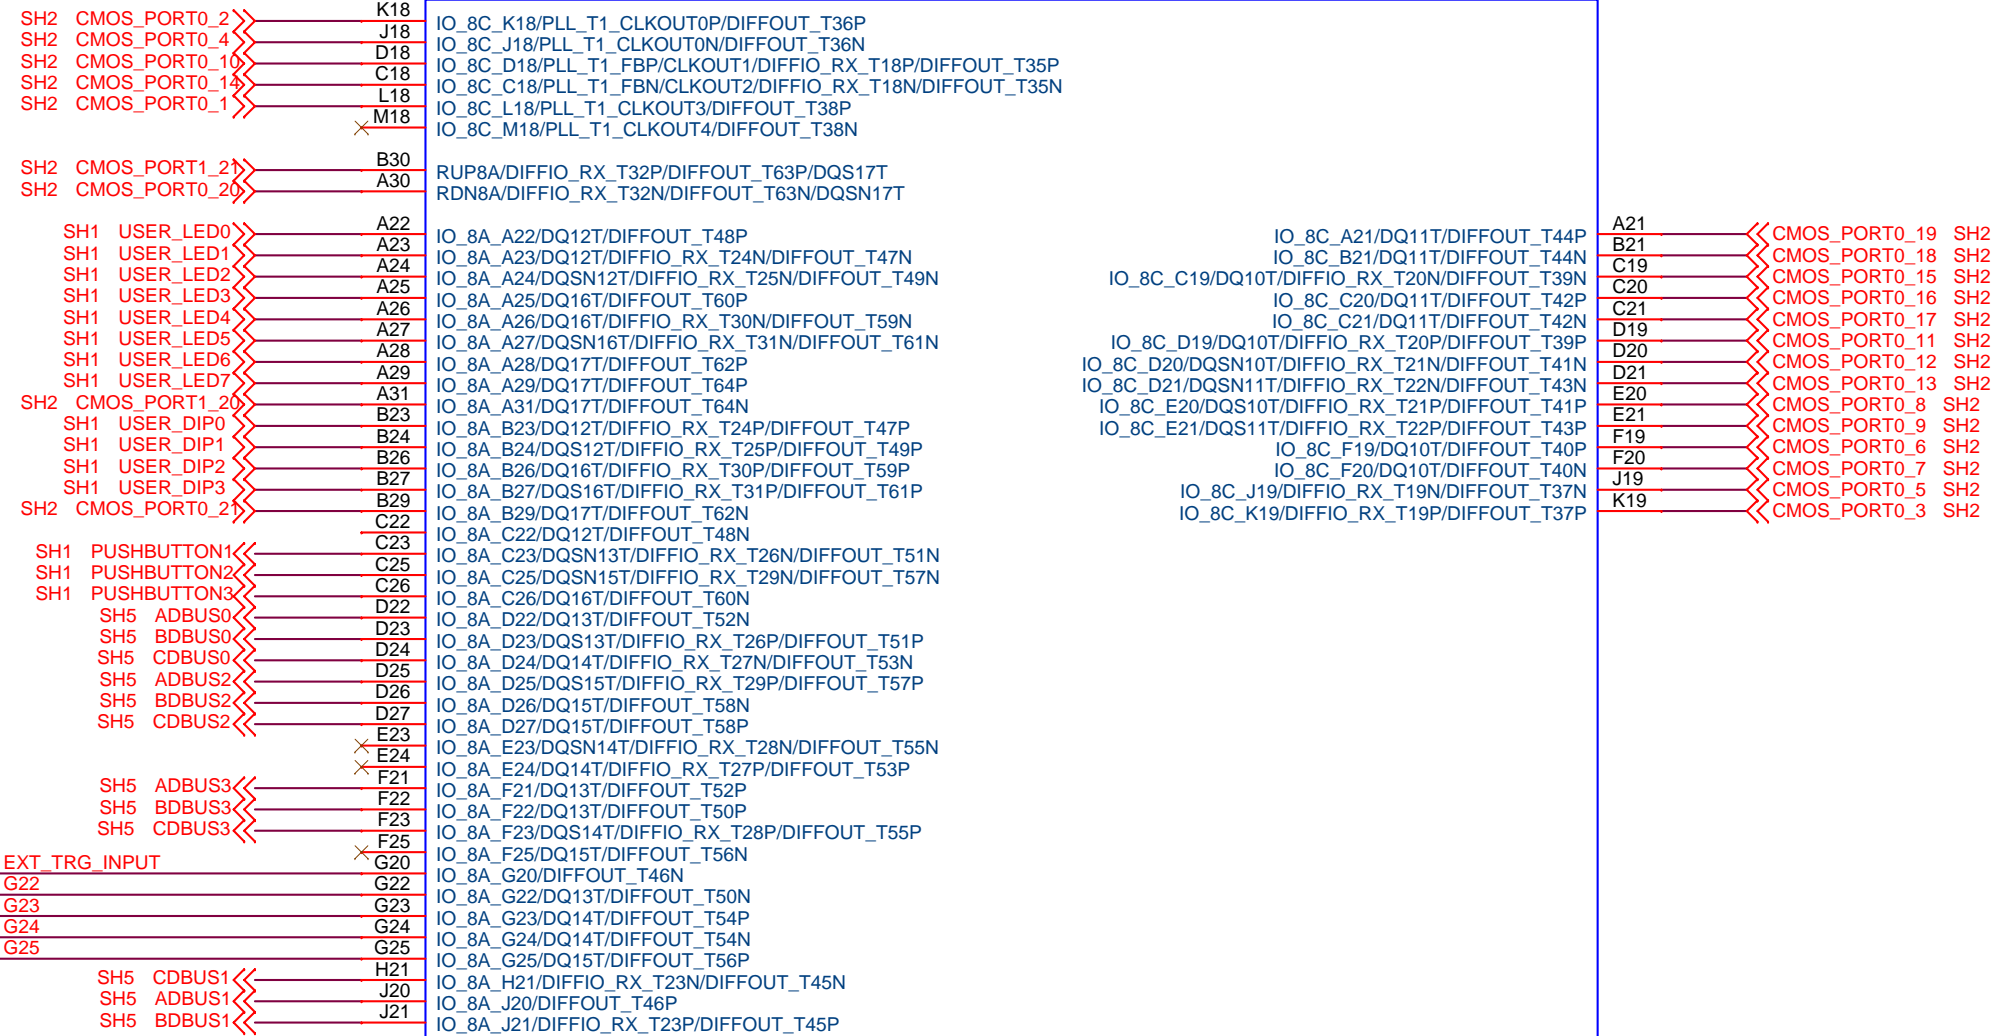 SH2 CMOS_PORT0_2 K18 IO_8C_K18/PLL_T1_CLKOUT0P/DIFFOUT_T36P
SH2 CMOS_PORT0_4 J18 IO_8C_J18/PLL_T1_CLKOUT0N/DIFFOUT_T36N
SH2 CMOS_PORT0_10 D18 IO_8C_D18/PLL_T1_FBP/CLKOUT1/DIFFIO_RX_T18P/DIFFOUT_T35P
SH2 CMOS_PORT0_14 C18 IO_8C_C18/PLL_T1_FBN/CLKOUT2/DIFFIO_RX_T18N/DIFFOUT_T35N
SH2 CMOS_PORT0_1 L18 IO_8C_L18/PLL_T1_CLKOUT3/DIFFOUT_T38P
M18 IO_8C_M18/PLL_T1_CLKOUT4/DIFFOUT_T38N
SH2 CMOS_PORT1_21 B30 RUP8A/DIFFIO_RX_T32P/DIFFOUT_T63P/DQS17T
SH2 CMOS_PORT0_20 A30 RDN8A/DIFFIO_RX_T32N/DIFFOUT_T63N/DQSN17T
SH1 USER_LED0 A22 IO_8A_A22/DQ12T/DIFFOUT_T48P
SH1 USER_LED1 A23 IO_8A_A23/DQ12T/DIFFIO_RX_T24N/DIFFOUT_T47N
SH1 USER_LED2 A24 IO_8A_A24/DQSN12T/DIFFIO_RX_T25N/DIFFOUT_T49N
SH1 USER_LED3 A25 IO_8A_A25/DQ16T/DIFFOUT_T60P
SH1 USER_LED4 A26 IO_8A_A26/DQ16T/DIFFIO_RX_T30N/DIFFOUT_T59N
SH1 USER_LED5 A27 IO_8A_A27/DQSN16T/DIFFIO_RX_T31N/DIFFOUT_T61N
SH1 USER_LED6 A28 IO_8A_A28/DQ17T/DIFFOUT_T62P
SH1 USER_LED7 A29 IO_8A_A29/DQ17T/DIFFOUT_T64P
SH2 CMOS_PORT1_20 A31 IO_8A_A31/DQ17T/DIFFOUT_T64N
SH1 USER_DIP0 B23 IO_8A_B23/DQ12T/DIFFIO_RX_T24P/DIFFOUT_T47P
SH1 USER_DIP1 B24 IO_8A_B24/DQS12T/DIFFIO_RX_T25P/DIFFOUT_T49P
SH1 USER_DIP2 B26 IO_8A_B26/DQ16T/DIFFIO_RX_T30P/DIFFOUT_T59P
SH1 USER_DIP3 B27 IO_8A_B27/DQS16T/DIFFIO_RX_T31P/DIFFOUT_T61P
SH2 CMOS_PORT0_21 B29 IO_8A_B29/DQ17T/DIFFOUT_T62N
C22 IO_8A_C22/DQ12T/DIFFOUT_T48N
SH1 PUSHBUTTON1 C23 IO_8A_C23/DQSN13T/DIFFIO_RX_T26N/DIFFOUT_T51N
SH1 PUSHBUTTON2 C25 IO_8A_C25/DQSN15T/DIFFIO_RX_T29N/DIFFOUT_T57N
SH1 PUSHBUTTON3 C26 IO_8A_C26/DQ16T/DIFFOUT_T60N
SH5 ADBUS0 D22 IO_8A_D22/DQ13T/DIFFOUT_T52N
SH5 BDBUS0 D23 IO_8A_D23/DQS13T/DIFFIO_RX_T26P/DIFFOUT_T51P
SH5 CDBUS0 D24 IO_8A_D24/DQ14T/DIFFIO_RX_T27N/DIFFOUT_T53N
SH5 ADBUS2 D25 IO_8A_D25/DQS15T/DIFFIO_RX_T29P/DIFFOUT_T57P
SH5 BDBUS2 D26 IO_8A_D26/DQ15T/DIFFOUT_T58N
SH5 CDBUS2 D27 IO_8A_D27/DQ15T/DIFFOUT_T58P
E23 IO_8A_E23/DQSN14T/DIFFIO_RX_T28N/DIFFOUT_T55N
E24 IO_8A_E24/DQ14T/DIFFIO_RX_T27P/DIFFOUT_T53P
SH5 ADBUS3 F21 IO_8A_F21/DQ13T/DIFFOUT_T52P
SH5 BDBUS3 F22 IO_8A_F22/DQ13T/DIFFOUT_T50P
SH5 CDBUS3 F23 IO_8A_F23/DQS14T/DIFFIO_RX_T28P/DIFFOUT_T55P
F25 IO_8A_F25/DQ15T/DIFFOUT_T56N
EXT_TRG_INPUT G20 IO_8A_G20/DIFFOUT_T46N
G22 G22 IO_8A_G22/DQ13T/DIFFOUT_T50N
G23 G23 IO_8A_G23/DQ14T/DIFFOUT_T54P
G24 G24 IO_8A_G24/DQ14T/DIFFOUT_T54N
G25 G25 IO_8A_G25/DQ15T/DIFFOUT_T56P
SH5 CDBUS1 H21 IO_8A_H21/DIFFIO_RX_T23N/DIFFOUT_T45N
SH5 ADBUS1 J20 IO_8A_J20/DIFFOUT_T46P
SH5 BDBUS1 J21 IO_8A_J21/DIFFIO_RX_T23P/DIFFOUT_T45P
IO_8C_A21/DQ11T/DIFFOUT_T44P A21 CMOS_PORT0_19 SH2
IO_8C_B21/DQ11T/DIFFOUT_T44N B21 CMOS_PORT0_18 SH2
IO_8C_C19/DQ10T/DIFFIO_RX_T20N/DIFFOUT_T39N C19 CMOS_PORT0_15 SH2
IO_8C_C20/DQ11T/DIFFOUT_T42P C20 CMOS_PORT0_16 SH2
IO_8C_C21/DQ11T/DIFFOUT_T42N C21 CMOS_PORT0_17 SH2
IO_8C_D19/DQ10T/DIFFIO_RX_T20P/DIFFOUT_T39P D19 CMOS_PORT0_11 SH2
IO_8C_D20/DQSN10T/DIFFIO_RX_T21N/DIFFOUT_T41N D20 CMOS_PORT0_12 SH2
IO_8C_D21/DQSN11T/DIFFIO_RX_T22N/DIFFOUT_T43N D21 CMOS_PORT0_13 SH2
IO_8C_E20/DQS10T/DIFFIO_RX_T21P/DIFFOUT_T41P E20 CMOS_PORT0_8 SH2
IO_8C_E21/DQS11T/DIFFIO_RX_T22P/DIFFOUT_T43P E21 CMOS_PORT0_9 SH2
IO_8C_F19/DQ10T/DIFFOUT_T40P F19 CMOS_PORT0_6 SH2
IO_8C_F20/DQ10T/DIFFOUT_T40N F20 CMOS_PORT0_7 SH2
IO_8C_J19/DIFFIO_RX_T19N/DIFFOUT_T37N J19 CMOS_PORT0_5 SH2
IO_8C_K19/DIFFIO_RX_T19P/DIFFOUT_T37P K19 CMOS_PORT0_3 SH2